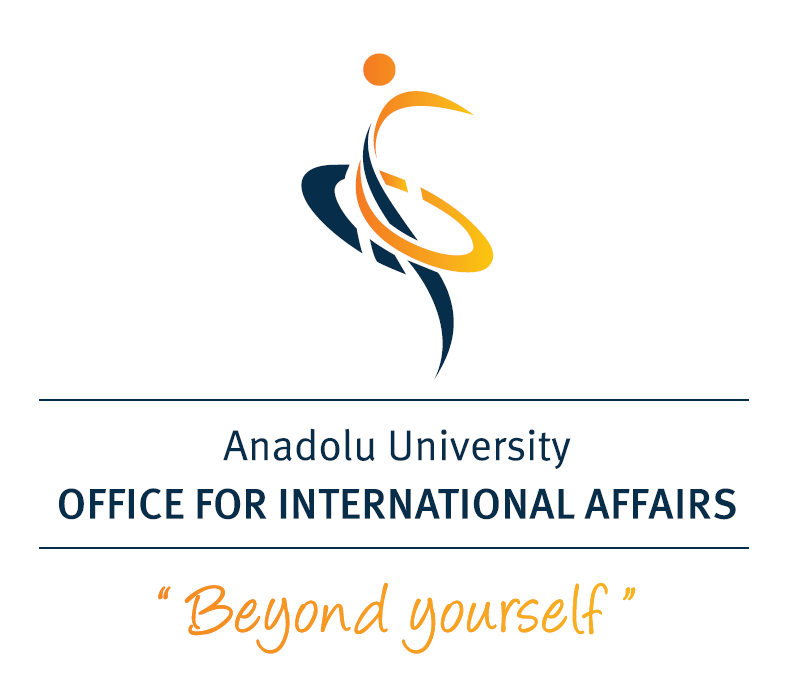 Anadolu University
OFFICE FOR INTERNATIONAL AFFAIRS
“ Beyond yourself ”